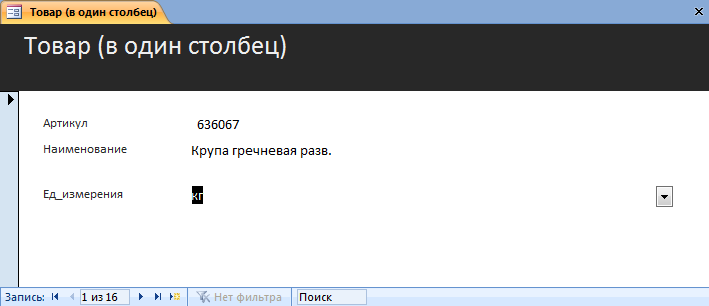 Товар (в один столбец)
Товар (в один столбец)
Артикул 636067
Наименование Крупа гречневая разв.
Ед_измерения кг
Запись: 1 из 16 Нет фильтра Поиск